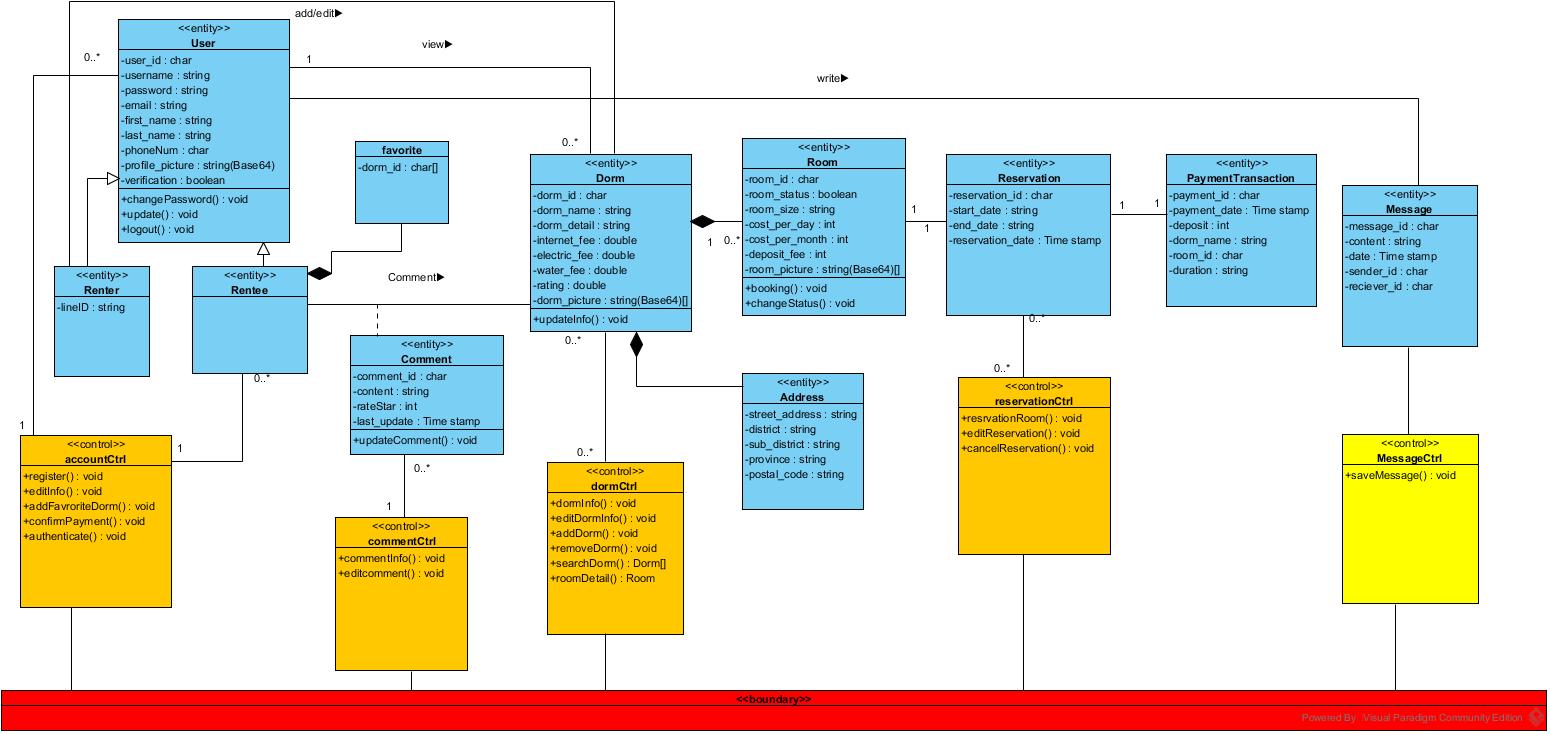 add/edit▶
view▶
write▶
<<entity>>
User
-user_id : char
-username : string
-password : string
-email : string
-first_name : string
-last_name : string
-phoneNum : char
-profile_picture : string(Base64)
-verification : boolean
+changePassword() : void
+update() : void
+logout() : void
0..*
1
favorite
-dorm_id : char[]
0..*
<<entity>>
Dorm
-dorm_id : char
-dorm_name : string
-dorm_detail : string
-internet_fee : double
-electric_fee : double
-water_fee : double
-rating : double
-dorm_picture : string(Base64)[]
+updateInfo() : void
0..*
1
0..*
<<entity>>
Room
-room_id : char
-room_status : boolean
-room_size : string
-cost_per_day : int
-cost_per_month : int
-deposit_fee : int
-room_picture : string(Base64)[]
+booking() : void
+changeStatus() : void
1
1
<<entity>>
Reservation
-reservation_id : char
-start_date : string
-end_date : string
-reservation_date : Time stamp
1
1
0..*
<<entity>>
PaymentTransaction
-payment_id : char
-payment_date : Time stamp
-deposit : int
-dorm_name : string
-room_id : char
-duration : string
<<entity>>
Message
-message_id : char
-content : string
-date : Time stamp
-sender_id : char
-reciever_id : char
<<entity>>
Renter
-lineID : string
<<entity>>
Rentee
0..*
Comment▶
<<entity>>
Comment
-comment_id : char
-content : string
-rateStar : int
-last_update : Time stamp
+updateComment() : void
0..*
<<entity>>
Address
-street_address : string
-district : string
-sub_district : string
-province : string
-postal_code : string
1
1
<<control>>
accountCtrl
+register() : void
+editInfo() : void
+addFavroriteDorm() : void
+confirmPayment() : void
+authenticate() : void
1
<<control>>
commentCtrl
+commentInfo() : void
+editcomment() : void
0..*
<<control>>
dormCtrl
+dormInfo() : void
+editDormInfo() : void
+addDorm() : void
+removeDorm() : void
+searchDorm() : Dorm[]
+roomDetail() : Room
0..*
<<control>>
reservationCtrl
+resrvationRoom() : void
+editReservation() : void
+cancelReservation() : void
<<control>>
MessageCtrl
+saveMessage() : void
<<boundary>>
Powered By Visual Paradigm Community Edition